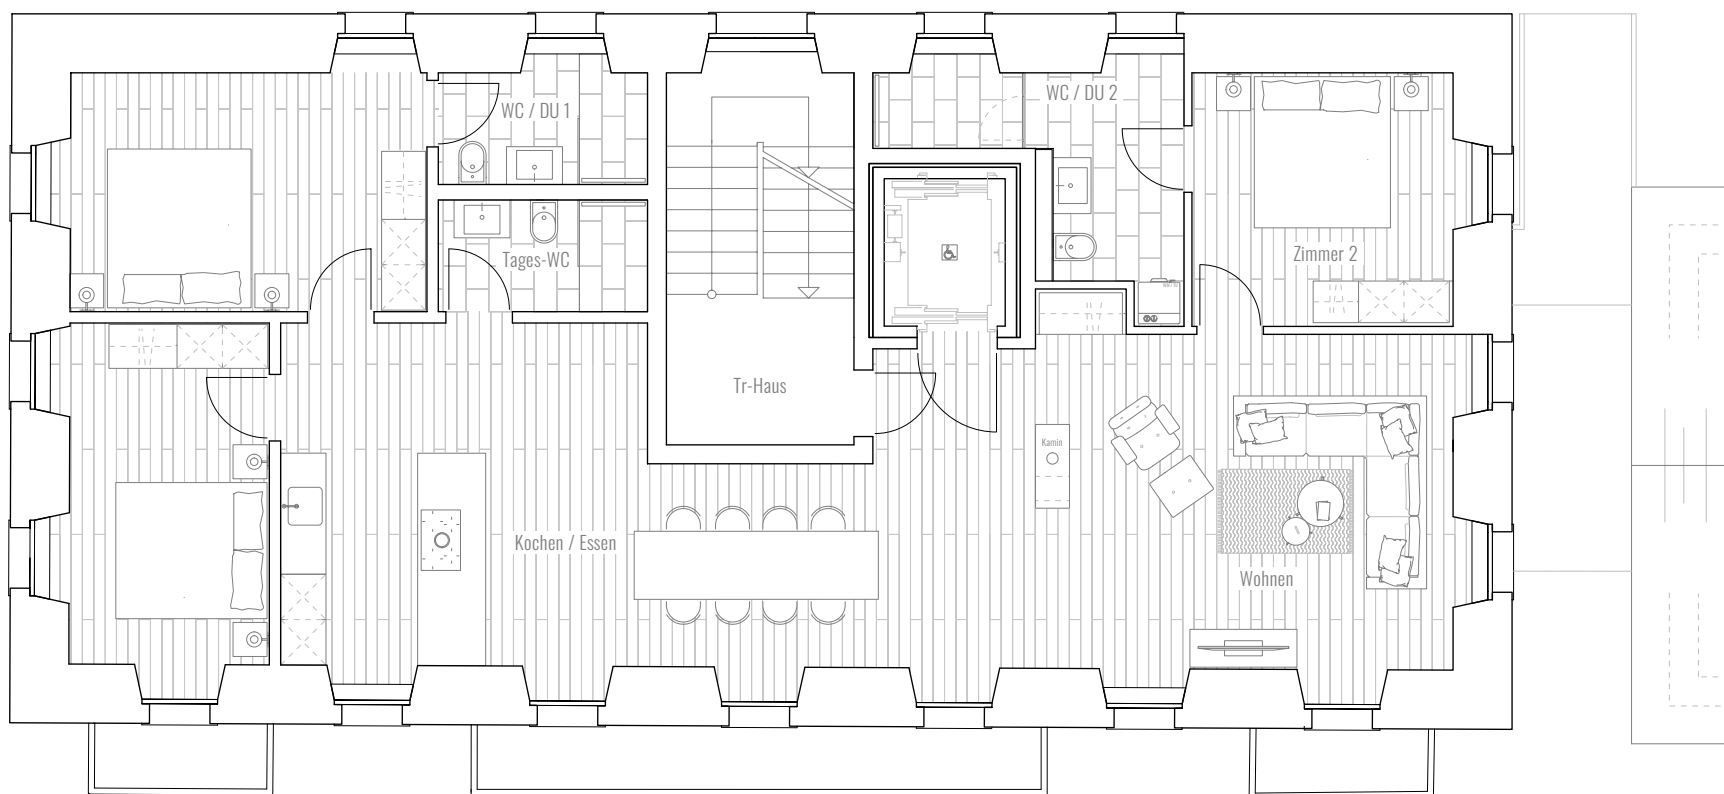 WC / DU 1
WC / DU 2
Tages-WC
Zimmer 2
Tr-Haus
Kamin
Kochen / Essen
Wohnen